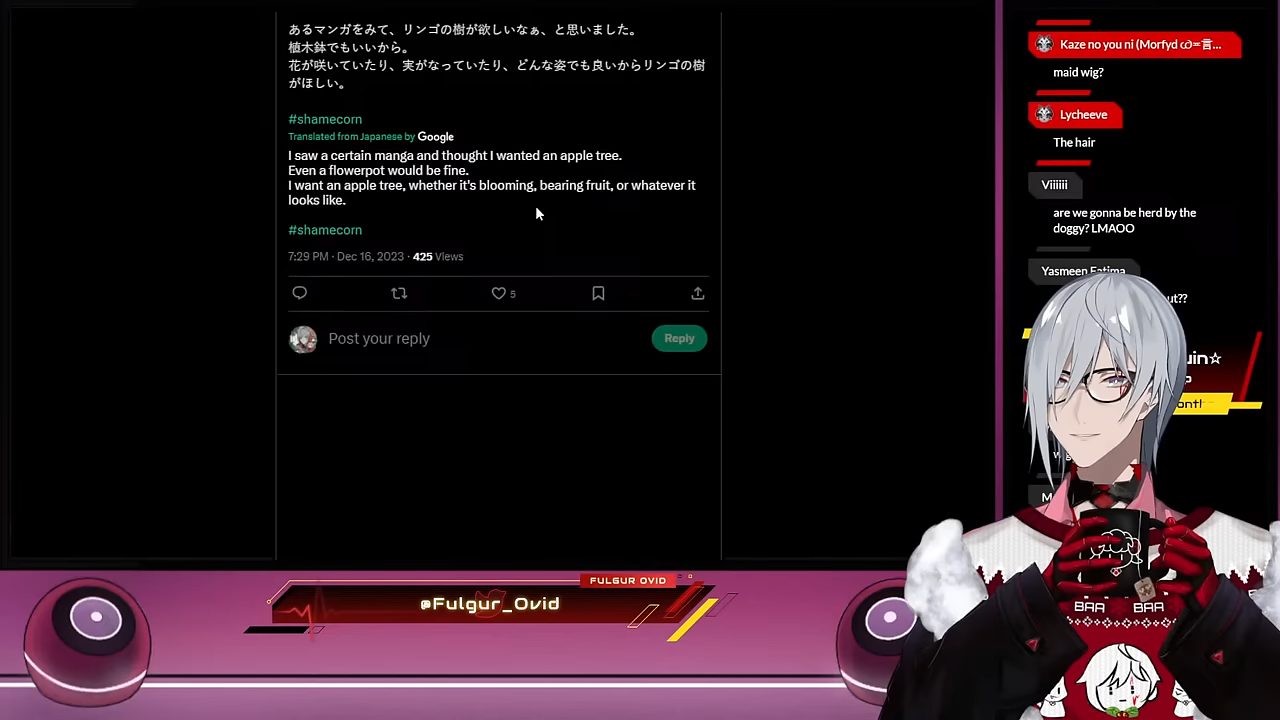 あるマンガをみて、リンゴの樹が欲しいなぁ、と思いました。
植木鉢でもいいから。
花が咲いていたり、実がなっていたり、どんな姿でも良いからリンゴの樹
がほしい。
#shamecorn
Translated from Japanese by Google
I saw a certain manga and thought I wanted an apple tree.
Even a flowerpot would be fine.
I want an apple tree, whether it's blooming, bearing fruit, or whatever it
looks like.
#shamecorn
7:29 PM · Dec 16, 2023 · 425 Views
5
Post your reply
Reply
Kaze no you ni (Morfyd
maid wig?
Lycheeve
The hair
Viiiiii
are we gonna be herd by the
doggy? LMAOO
Yasmeen Fatima
FULGUR OVID
@Fulgur_Ovid
BAA BAA